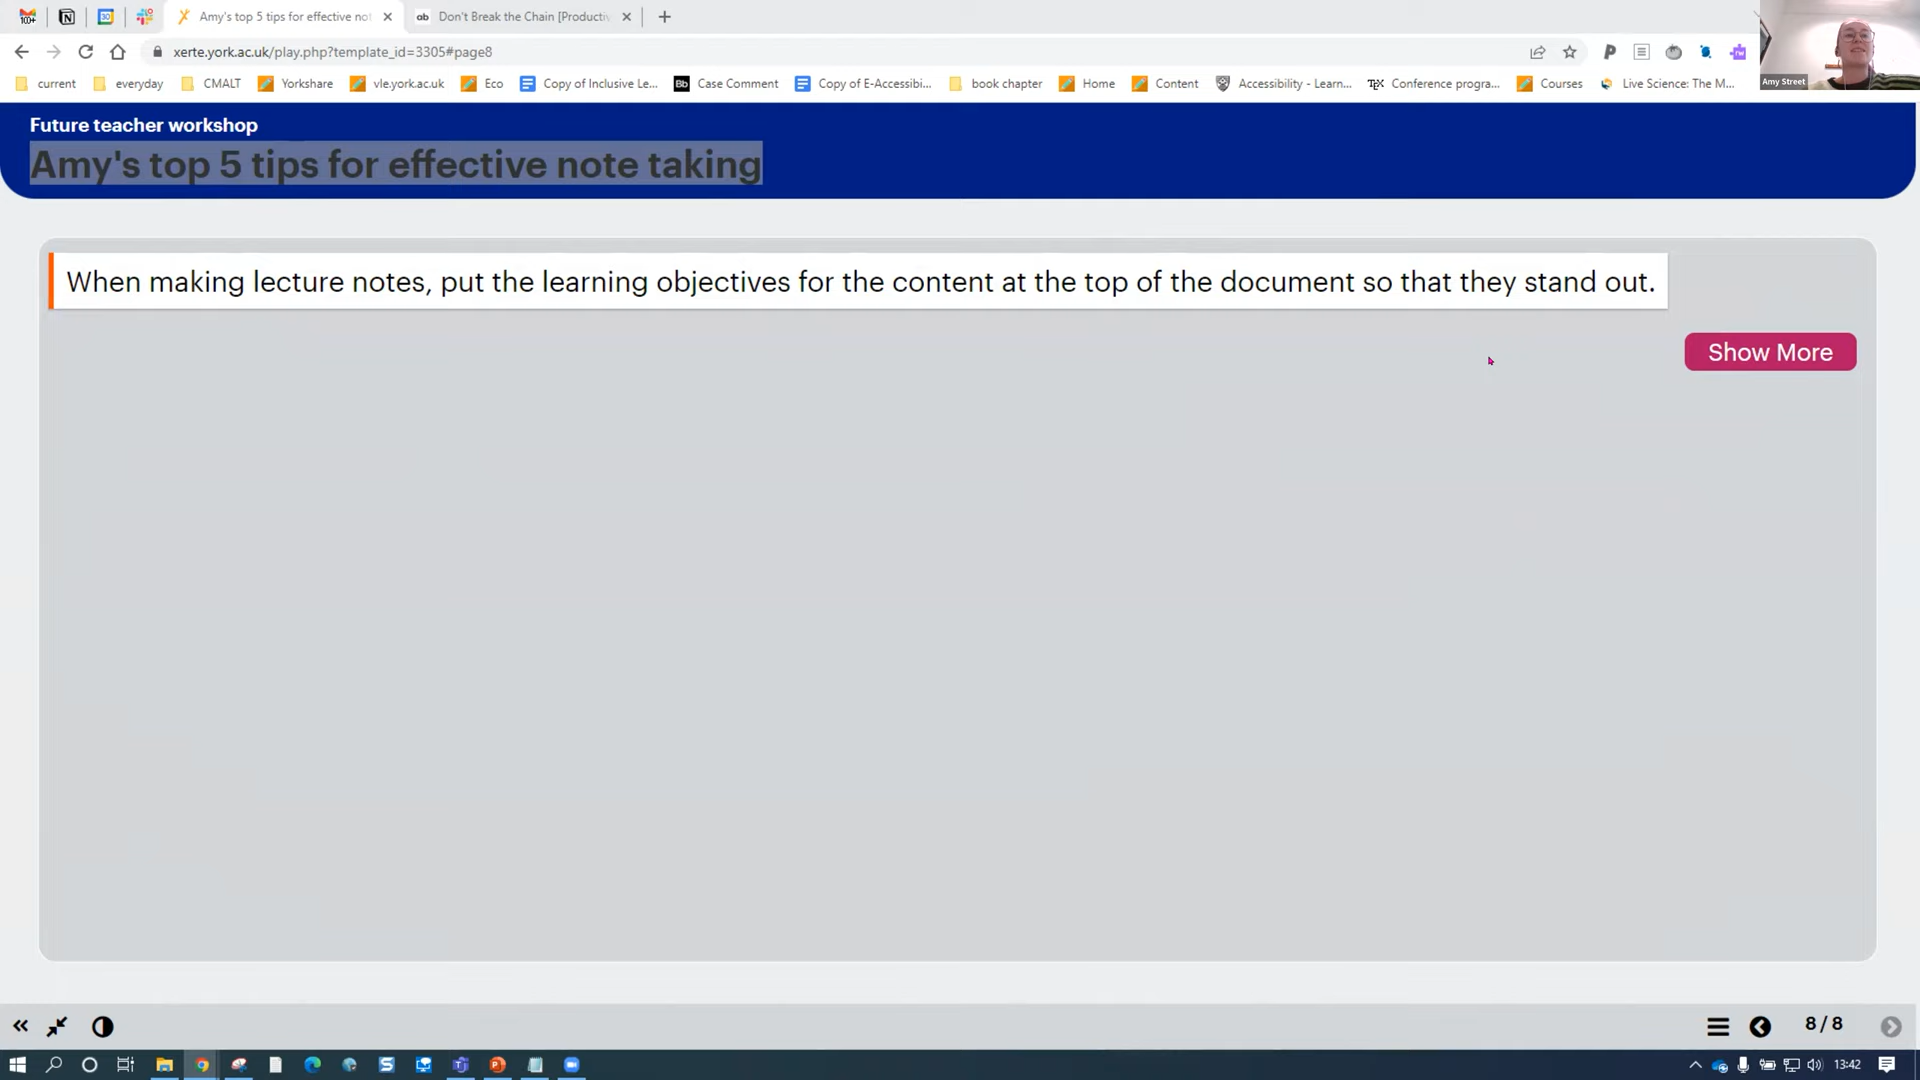 100+
30
Amy's top 5 tips for effective not
ab
Don't Break the Chain [Producti
xerte.york.ac.uk/play.php?template_id=3305#page8
Amy Street
current
everyday
CMALT
Yorkshare
vle.york.ac.uk
Eco
Copy of Inclusive Le...
Bb
Case Comment
Copy of E-Accessibi...
book chapter
Home
Content
Accessibility - Learn...
Conference progra...
Courses
Live Science: The M...
Future teacher workshop
Amy's top 5 tips for effective note taking
When making lecture notes, put the learning objectives for the content at the top of the document so that they stand out.
Show More
8 / 8
13:42